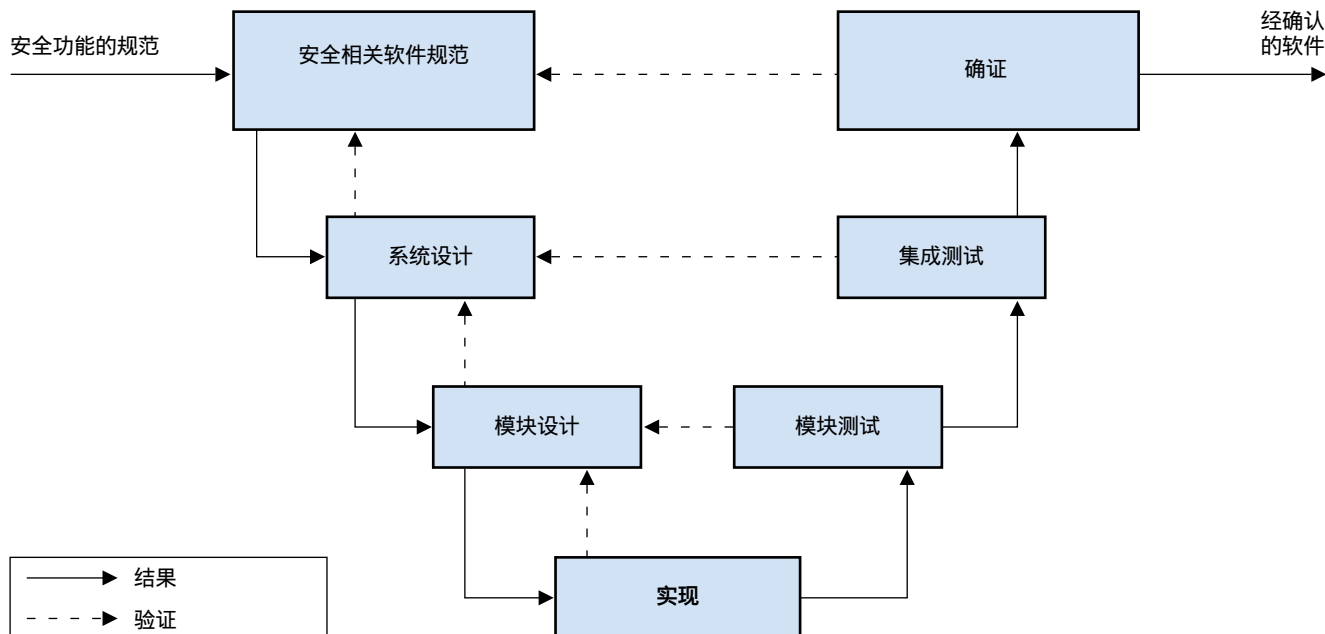 安全功能的规范
安全相关软件规范
确证
经确认
的软件
系统设计
集成测试
模块设计
模块测试
实现
结果
验证